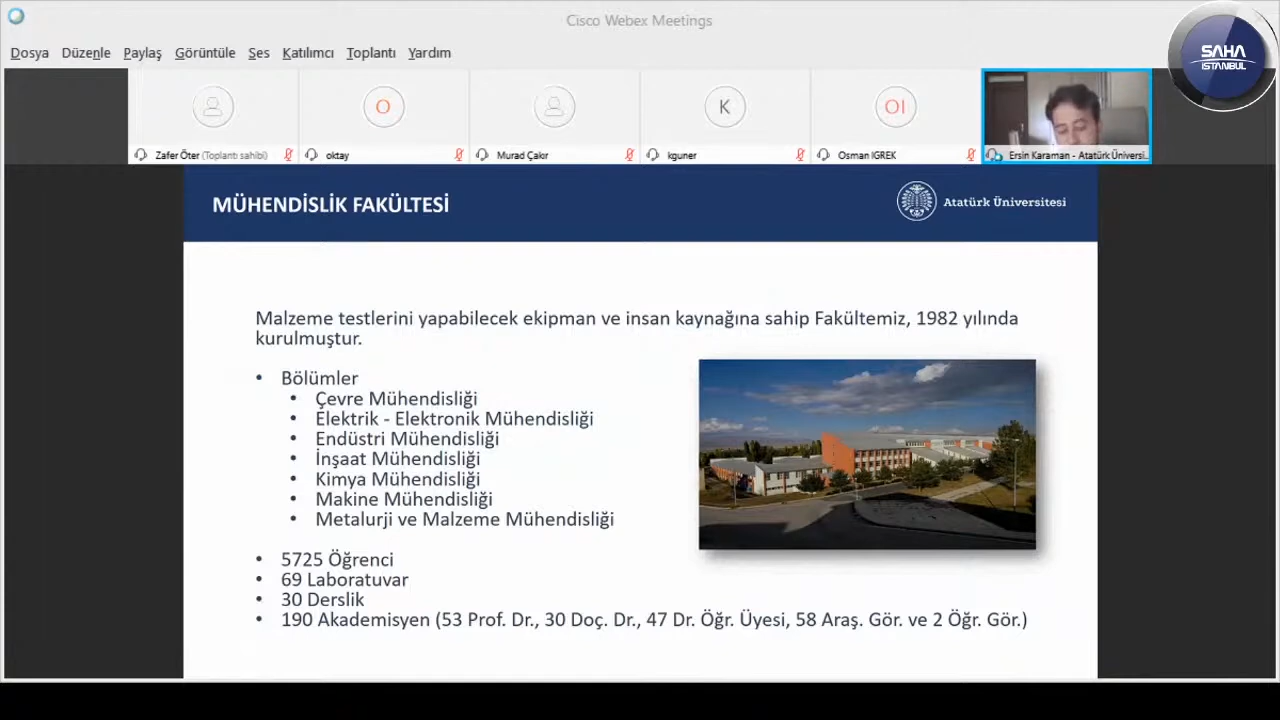 Cisco Webex Meetings
SAHA
İSTANBUL
Dosya Düzenle Paylaş Görüntüle Ses Katılımcı Toplantı Yardım
O K OI
Zafer Öter (Toplantı sahibi) oktay Murad Çakır kguner Osman IGREK Ersin Karaman - Atatürk Üniversi...
MÜHENDİSLİK FAKÜLTESİ
Atatürk Üniversitesi
Malzeme testlerini yapabilecek ekipman ve insan kaynağına sahip Fakültemiz, 1982 yılında
kurulmuştur.
• Bölümler
• Çevre Mühendisliği
• Elektrik - Elektronik Mühendisliği
• Endüstri Mühendisliği
• İnşaat Mühendisliği
• Kimya Mühendisliği
• Makine Mühendisliği
• Metalurji ve Malzeme Mühendisliği
• 5725 Öğrenci
• 69 Laboratuvar
• 30 Derslik
• 190 Akademisyen (53 Prof. Dr., 30 Doç. Dr., 47 Dr. Öğr. Üyesi, 58 Araş. Gör. ve 2 Öğr. Gör.)